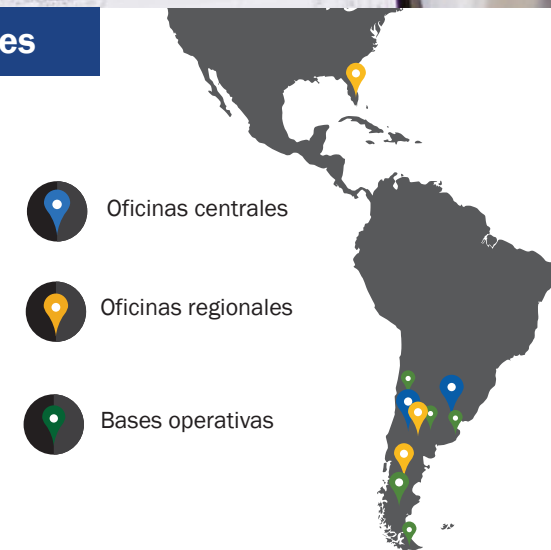 es
Oficinas centrales
Oficinas regionales
Bases operativas